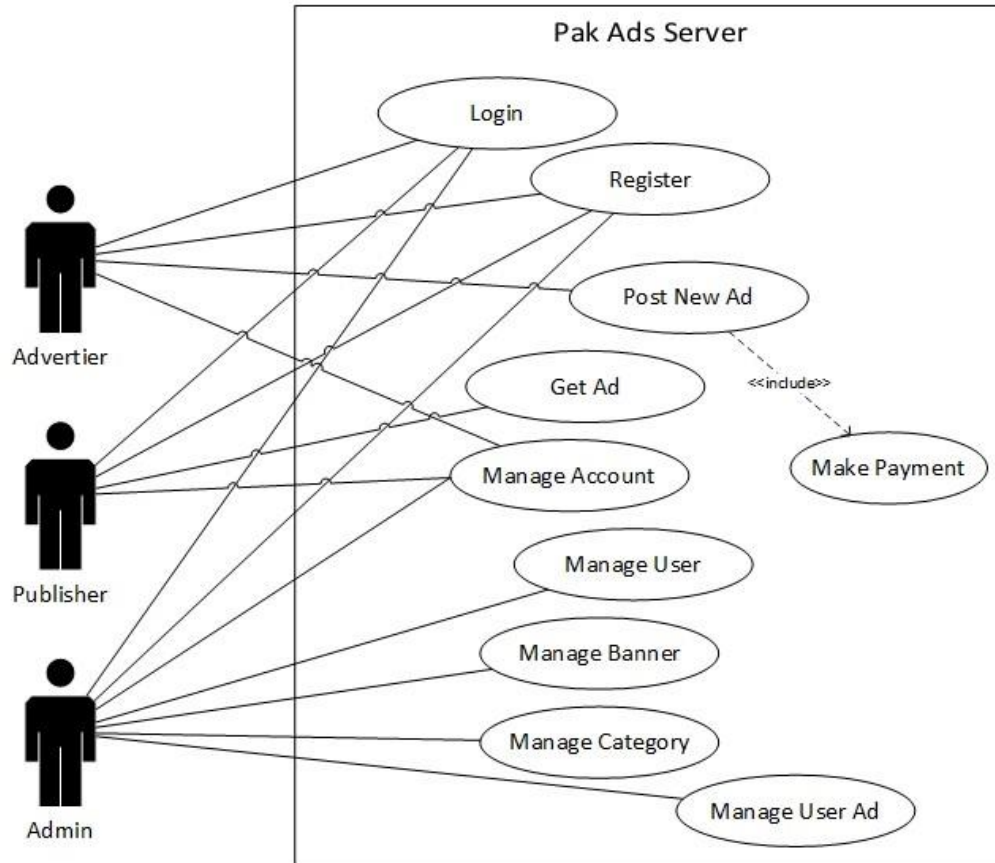 Pak Ads Server
Login
Register
Advertier
Post New Ad
<<include>>
Get Ad
Make Payment
Manage Account
Publisher
Manage User
Manage Banner
Manage Category
Manage User Ad
Admin